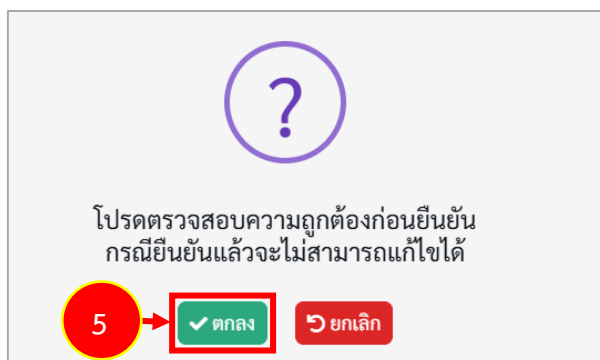 ?
โปรดตรวจสอบความถูกต้องก่อนยืนยัน
กรณียืนยันแล้วจะไม่สามารถแก้ไขได้
5 ตกลง ยกเลิก